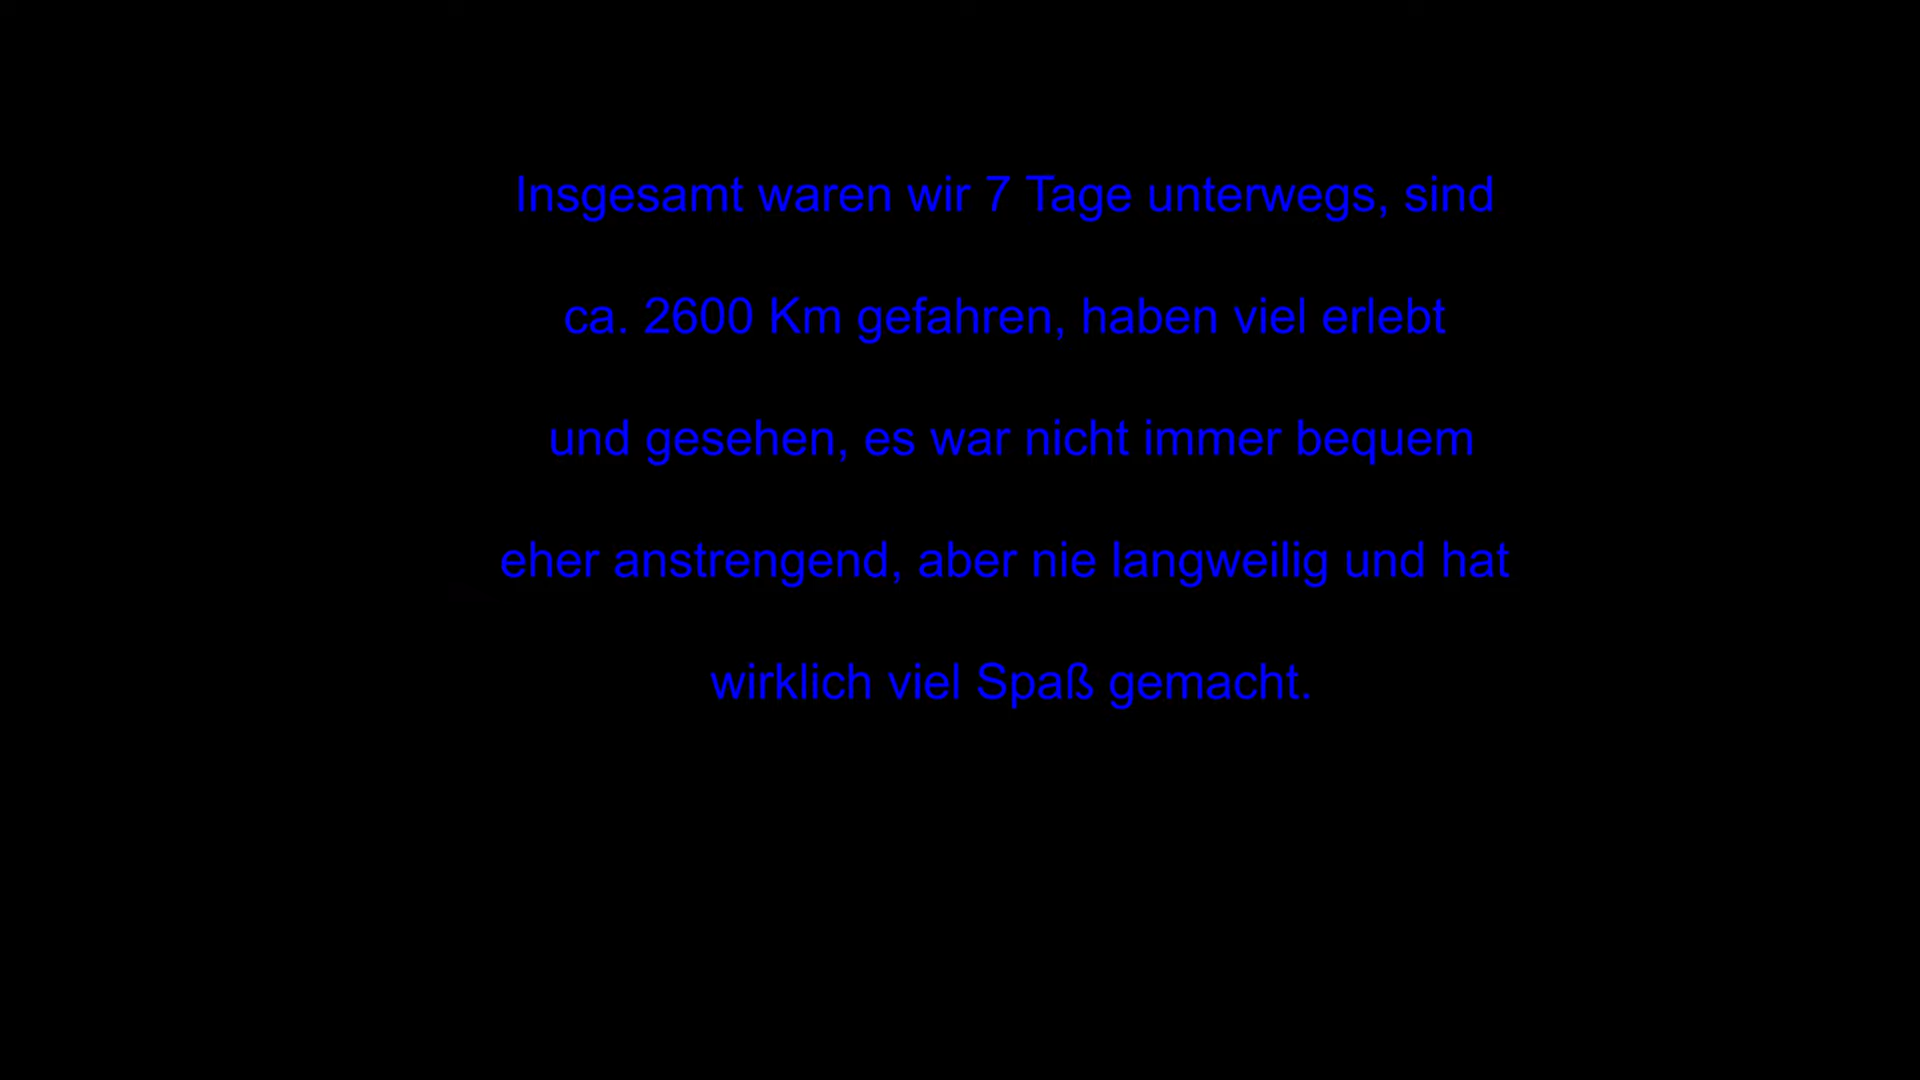 Insgesamt waren wir 7 Tage unterwegs, sind
ca. 2600 Km gefahren, haben viel erlebt
und gesehen, es war nicht immer bequem
eher anstrengend, aber nie langweilig und hat
wirklich viel Spaß gemacht.